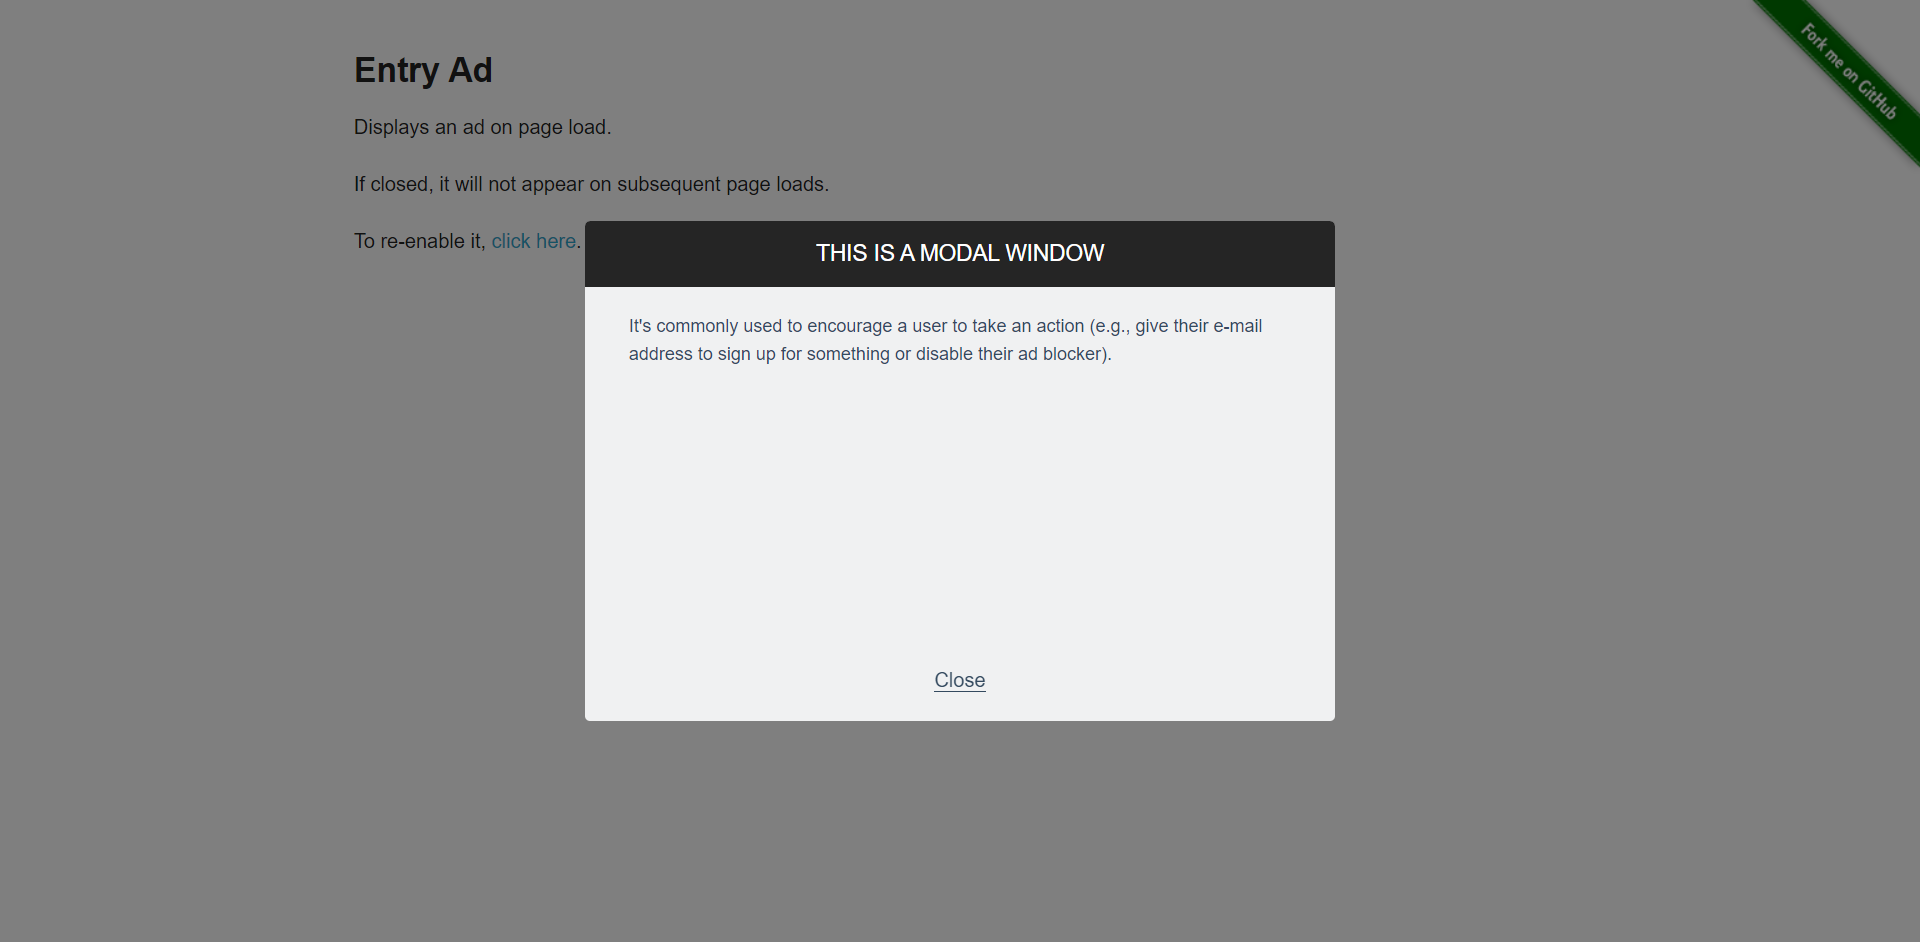 Entry Ad
Displays an ad on page load.
If closed, it will not appear on subsequent page loads.
To re-enable it, click here.
THIS IS A MODAL WINDOW
It's commonly used to encourage a user to take an action (e.g., give their e-mail
address to sign up for something or disable their ad blocker).
Close
Fork me on GitHub